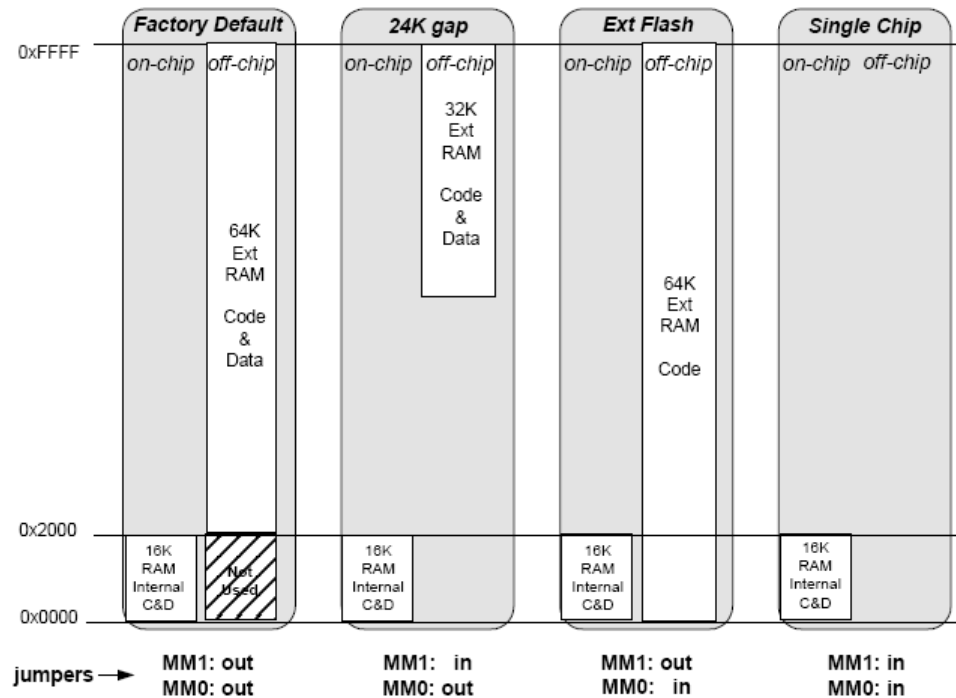 Factory Default
24K gap
Ext Flash
Single Chip
0xFFFF
on-chip off-chip
on-chip off-chip
on-chip off-chip
on-chip off-chip
64K
Ext
RAM
Code
&
Data
32K
Ext
RAM
Code
&
Data
64K
Ext
RAM
Code
0x2000
16K
RAM
Internal
C&D
Not
Used
16K
RAM
Internal
C&D
16K
RAM
Internal
C&D
16K
RAM
Internal
C&D
0x0000
jumpers
MM1: out
MM0: out
MM1: in
MM0: out
MM1: out
MM0: in
MM1: in
MM0: in